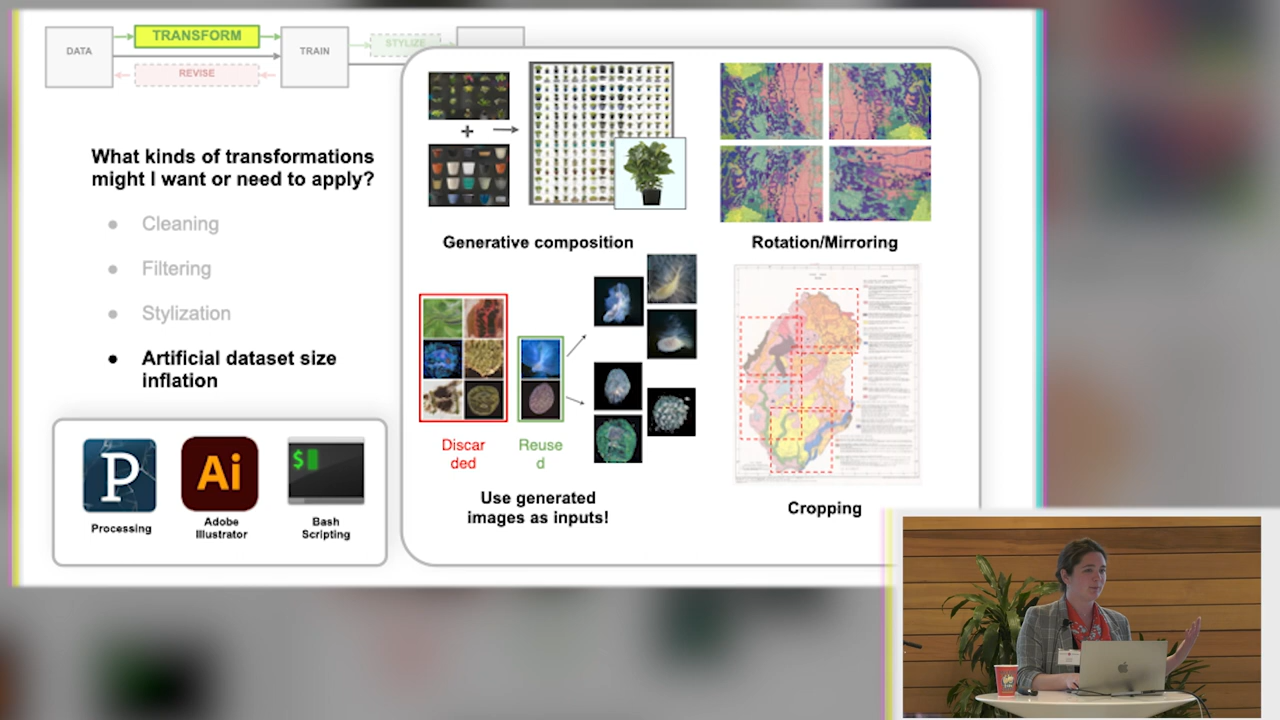 DATA
TRANSFORM
REVISE
TRAIN
STYLIZE
What kinds of transformations
might I want or need to apply?
● Cleaning
● Filtering
● Stylization
● Artificial dataset size
inflation
P
Processing
Ai
Adobe
Illustrator
$
Bash
Scripting
+
Generative composition
Rotation/Mirroring
Discar
ded
Reuse
d
Use generated
images as inputs!
Cropping